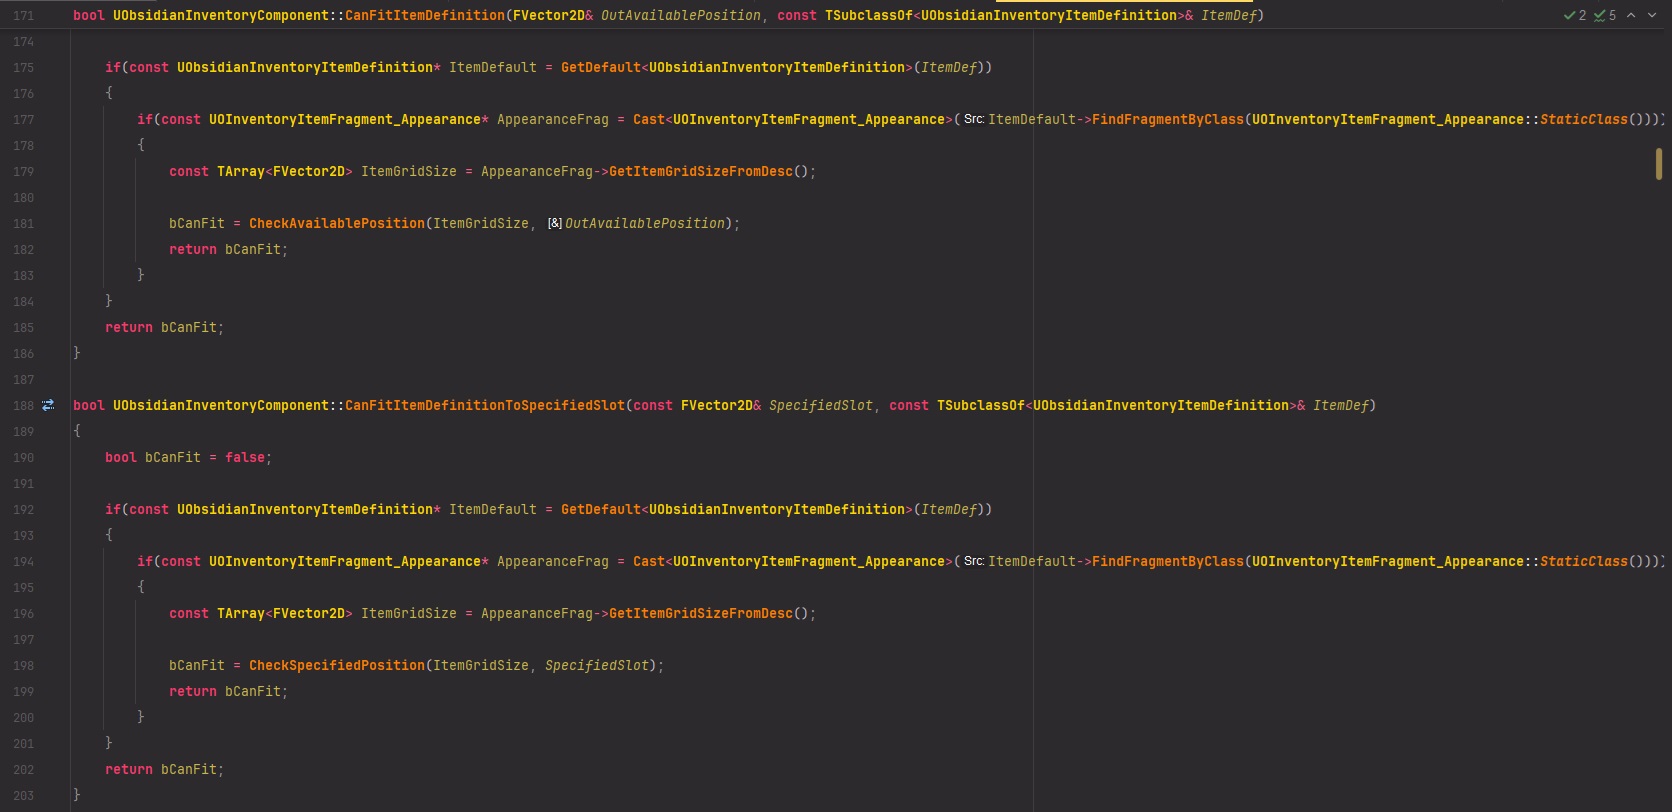 171 bool UObsidianInventoryComponent::CanFitItemDefinition(FVector2D& OutAvailablePosition, const TSubclassOf<UObsidianInventoryItemDefinition>& ItemDef) 2 5
174
175 if(const UObsidianInventoryItemDefinition* ItemDefault = GetDefault<UObsidianInventoryItemDefinition>(ItemDef))
176 {
177 if(const UOInventoryItemFragment_Appearance* AppearanceFrag = Cast<UOInventoryItemFragment_Appearance>( Src: ItemDefault->FindFragmentByClass(UOInventoryItemFragment_Appearance::StaticClass())))
178 {
179 const TArray<FVector2D> ItemGridSize = AppearanceFrag->GetItemGridSizeFromDesc();
180
181 bCanFit = CheckAvailablePosition(ItemGridSize, [&] OutAvailablePosition);
182 return bCanFit;
183 }
184 }
185 return bCanFit;
186 }
187
188 bool UObsidianInventoryComponent::CanFitItemDefinitionToSpecifiedSlot(const FVector2D& SpecifiedSlot, const TSubclassOf<UObsidianInventoryItemDefinition>& ItemDef)
189 {
190 bool bCanFit = false;
191
192 if(const UObsidianInventoryItemDefinition* ItemDefault = GetDefault<UObsidianInventoryItemDefinition>(ItemDef))
193 {
194 if(const UOInventoryItemFragment_Appearance* AppearanceFrag = Cast<UOInventoryItemFragment_Appearance>( Src: ItemDefault->FindFragmentByClass(UOInventoryItemFragment_Appearance::StaticClass())))
195 {
196 const TArray<FVector2D> ItemGridSize = AppearanceFrag->GetItemGridSizeFromDesc();
197
198 bCanFit = CheckSpecifiedPosition(ItemGridSize, SpecifiedSlot);
199 return bCanFit;
200 }
201 }
202 return bCanFit;
203 }